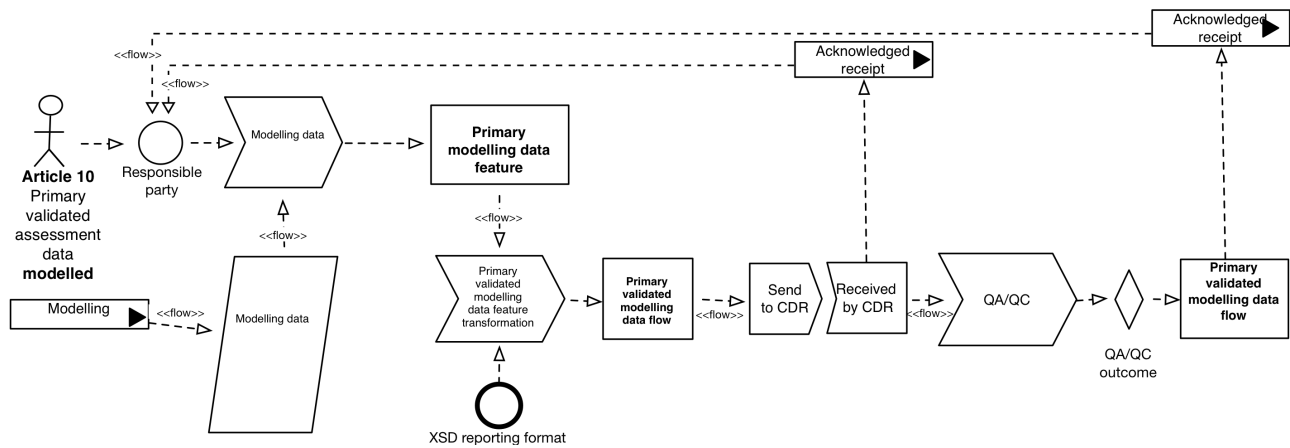 Acknowledged
receipt
<<flow>>
Acknowledged
receipt
<<flow>>
Modelling data
Primary
modelling data
feature
Article 10
Primary
validated
assessment
data
modelled
Responsible
party
<<flow>>
<<flow>>
Modelling
<<flow>>
Modelling data
Primary
validated
modelling
data feature
transformation
Primary
validated
modelling
data flow
<<flow>>
Send
to CDR
Received
by CDR
<<flow>>
QA/QC
QA/QC
outcome
Primary
validated
modelling data
flow
XSD reporting format